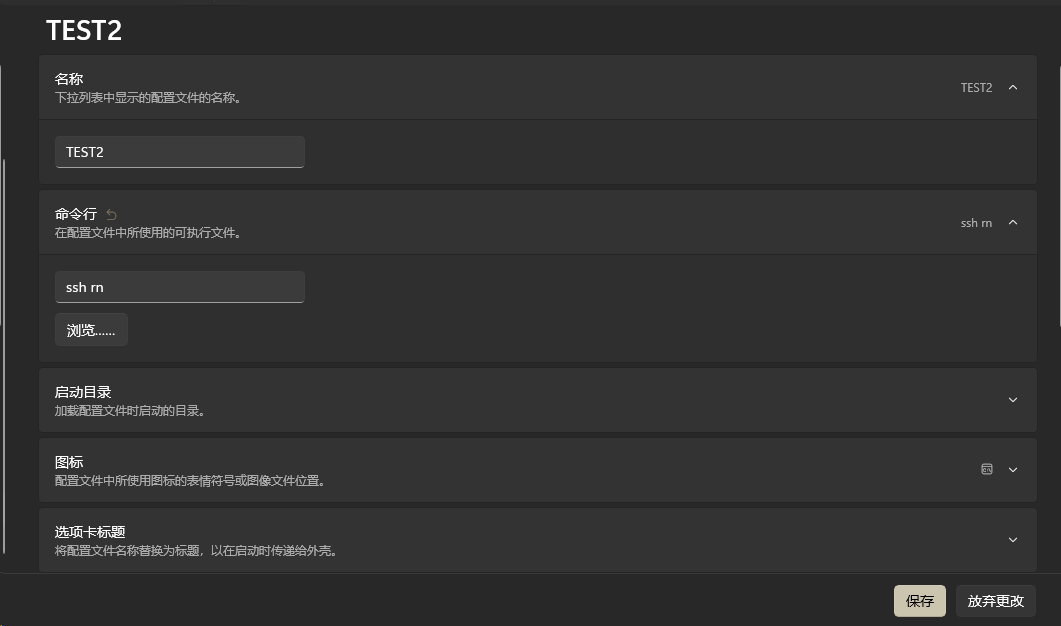 TEST2
名称
下拉列表中显示的配置文件的名称。
TEST2
TEST2
命令行
在配置文件中所使用的可执行文件。
ssh rn
ssh rn
浏览......
启动目录
加载配置文件时启动的目录。
图标
配置文件中所使用图标的表情符号或图像文件位置。
选项卡标题
将配置文件名称替换为标题，以在启动时传递给外壳。
保存
放弃更改